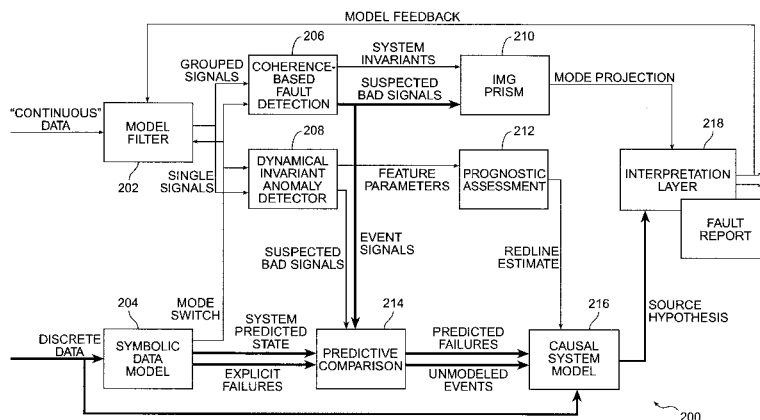 MODEL FEEDBACK
206
SYSTEM
INVARIANTS
210
GROUPED
SIGNALS
COHERENCE-
BASED
FAULT
DETECTION
SUSPECTED
BAD SIGNALS
IMG
PRISM
MODE PROJECTION
"CONTINUOUS"
DATA
MODEL
FILTER
202
208
212
218
SINGLE
SIGNALS
DYNAMICAL
INVARIANT
ANOMALY
DETECTOR
FEATURE
PARAMETERS
PROGNOSTIC
ASSESSMENT
INTERPRETATION
LAYER
FAULT
REPORT
SUSPECTED
BAD SIGNALS
EVENT
SIGNALS
REDLINE
ESTIMATE
204
MODE
SWITCH
SYSTEM
PREDICTED
STATE
214
216
SOURCE
HYPOTHESIS
DISCRETE
DATA
SYMBOLIC
DATA
MODEL
EXPLICIT
FAILURES
PREDICTIVE
COMPARISON
PREDICTED
FAILURES
UNMODELED
EVENTS
CAUSAL
SYSTEM
MODEL
200